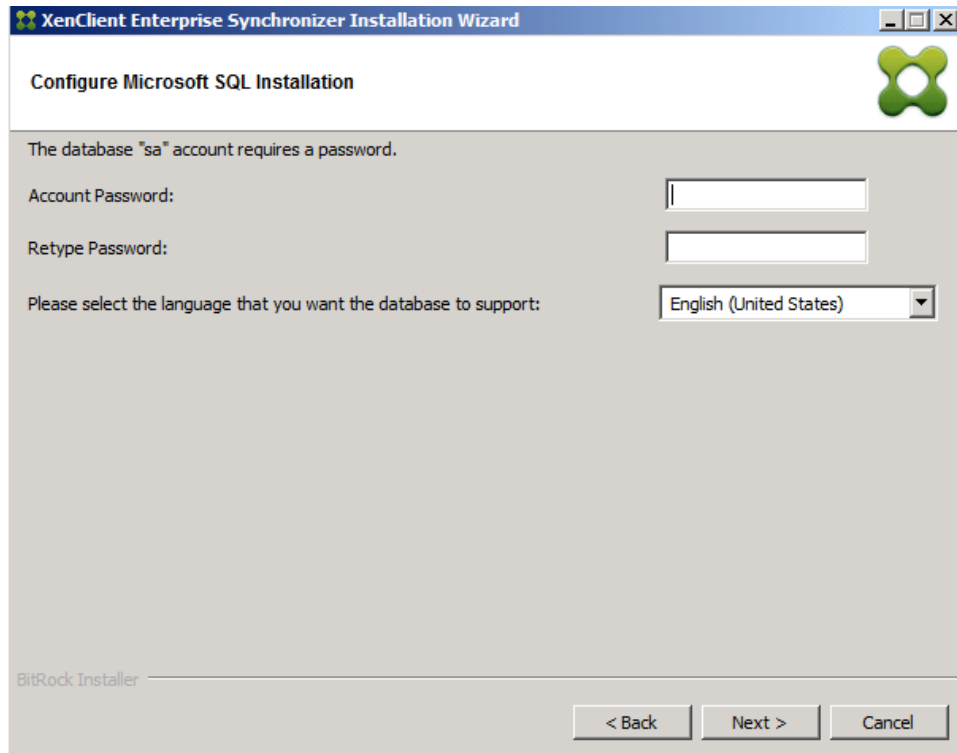 XenClient Enterprise Synchronizer Installation Wizard
Configure Microsoft SQL Installation
The database "sa" account requires a password.
Account Password:
Retype Password:
Please select the language that you want the database to support: English (United States)
BitRock Installer
< Back Next > Cancel